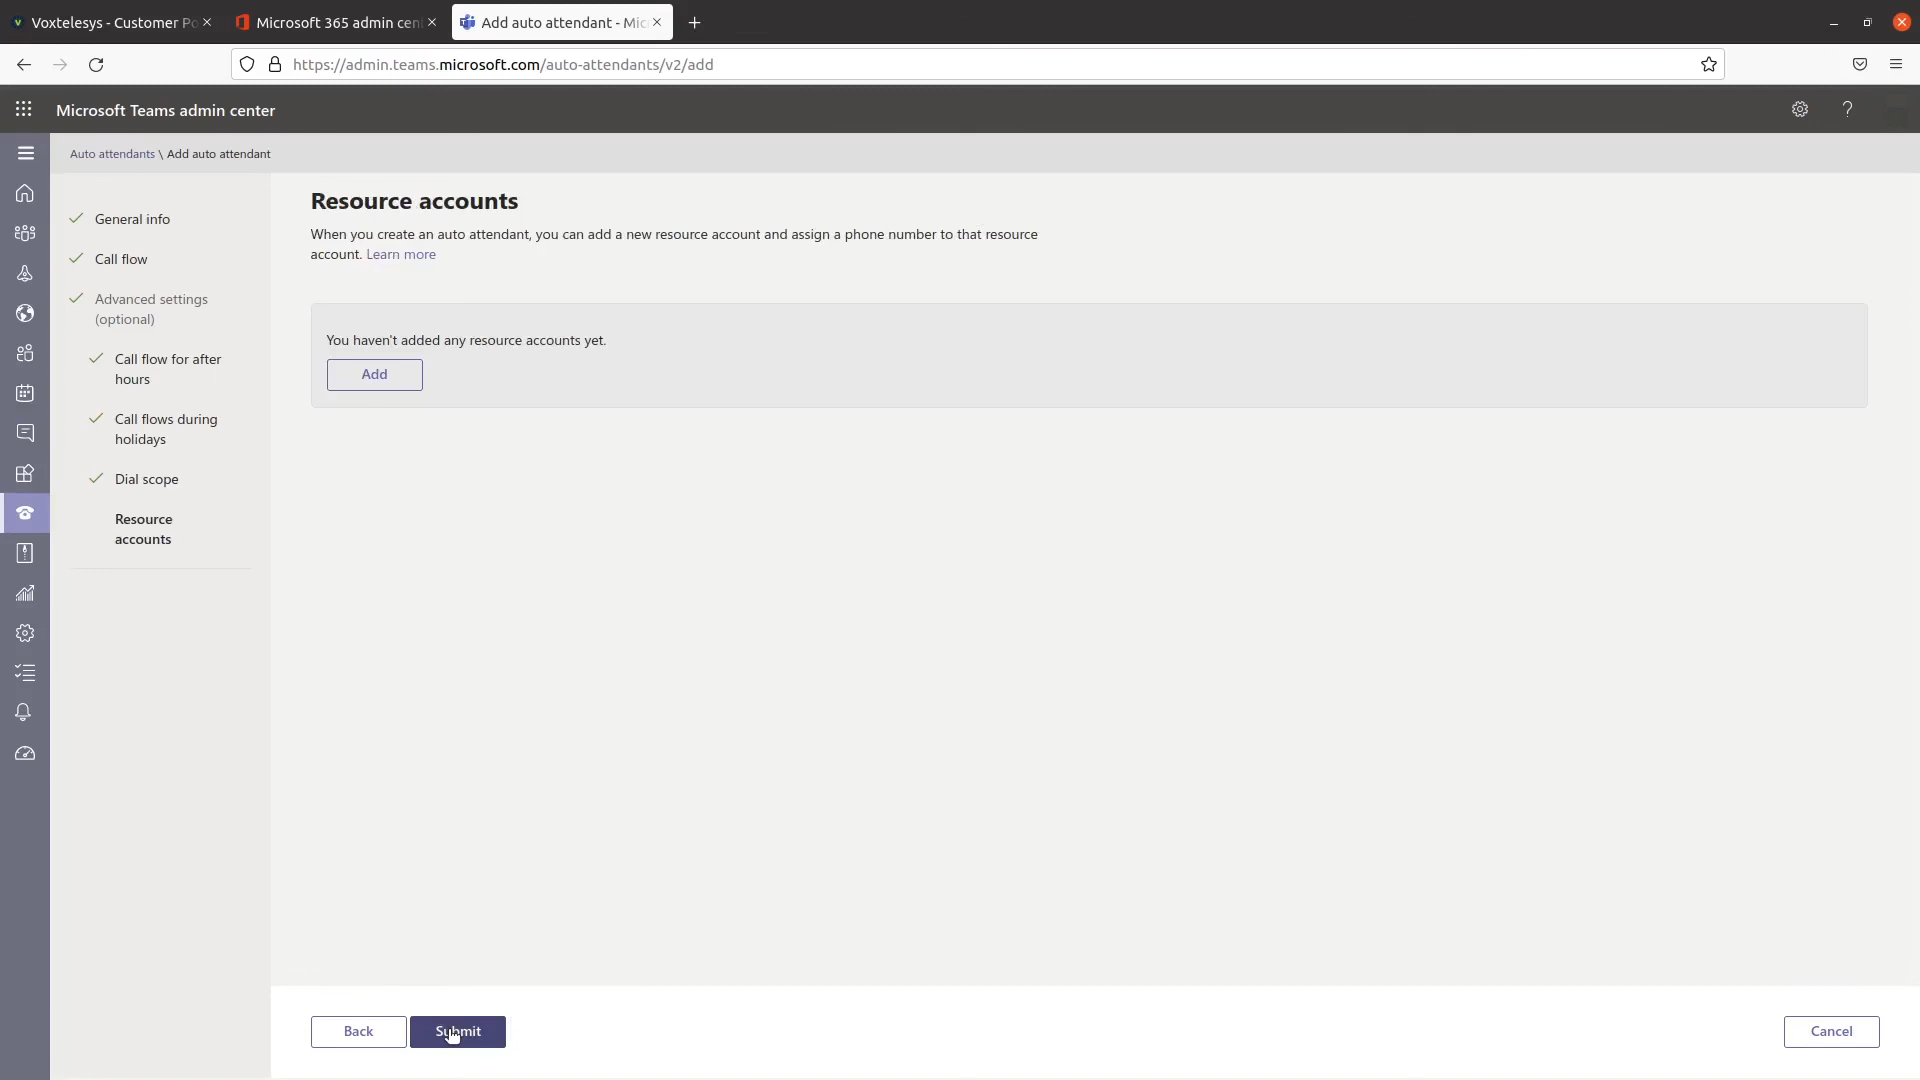 Voxtelesys - Customer Po
Microsoft 365 admin cen
Add auto attendant - Mic
https://admin.teams.microsoft.com/auto-attendants/v2/add
Microsoft Teams admin center
?
Auto attendants \ Add auto attendant
General info
Call flow
Advanced settings
(optional)
Call flow for after
hours
Call flows during
holidays
Dial scope
Resource
accounts
Resource accounts
When you create an auto attendant, you can add a new resource account and assign a phone number to that resource
account. Learn more
You haven't added any resource accounts yet.
Add
Back
Submit
Cancel